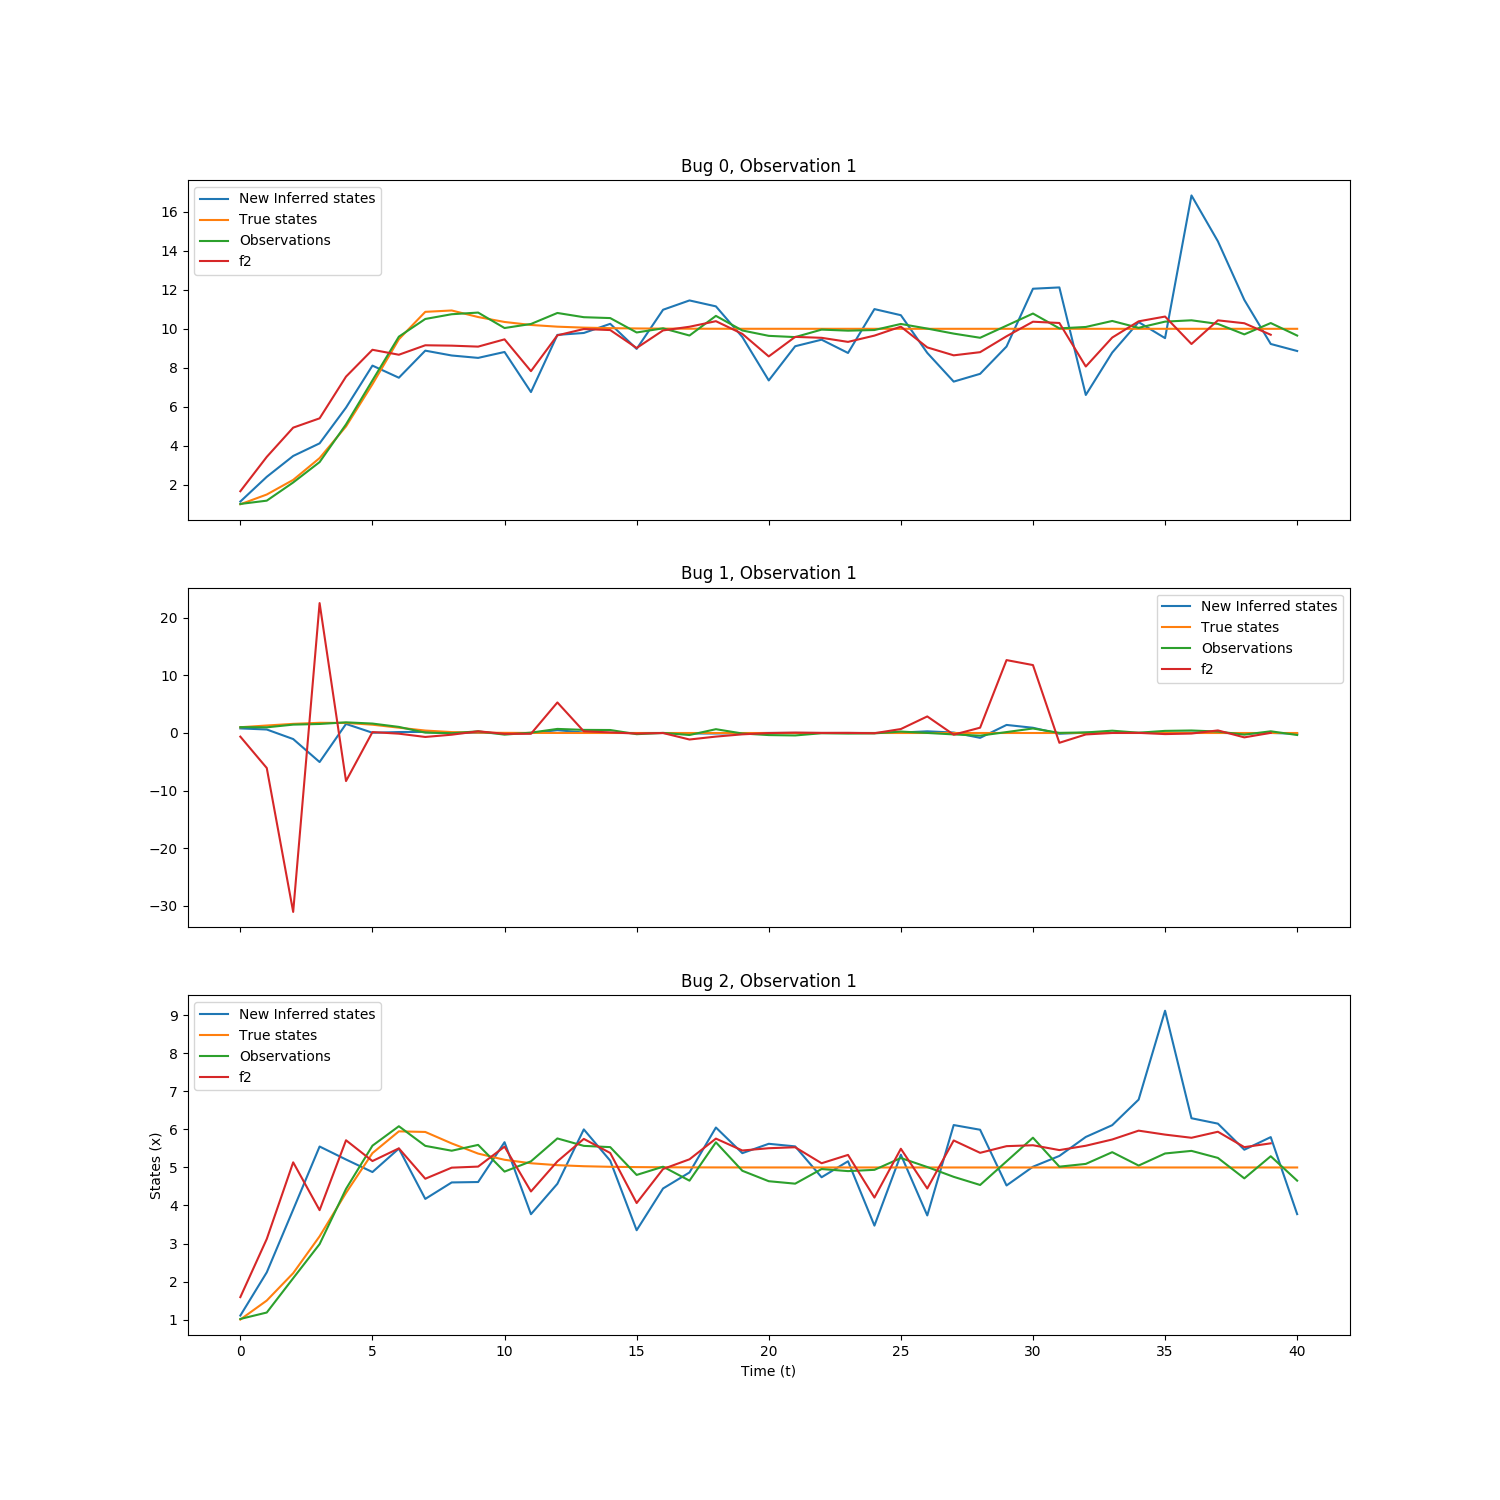 Bug 0, Observation 1
New Inferred states
True states
Observations
f2
16
14
12
10
8
6
4
2
Bug 1, Observation 1
New Inferred states
True states
Observations
f2
20
10
0
−10
−20
−30
Bug 2, Observation 1
New Inferred states
True states
Observations
f2
9
8
7
6
5
4
3
2
1
States (x)
0 5 10 15 20 25 30 35 40
Time (t)